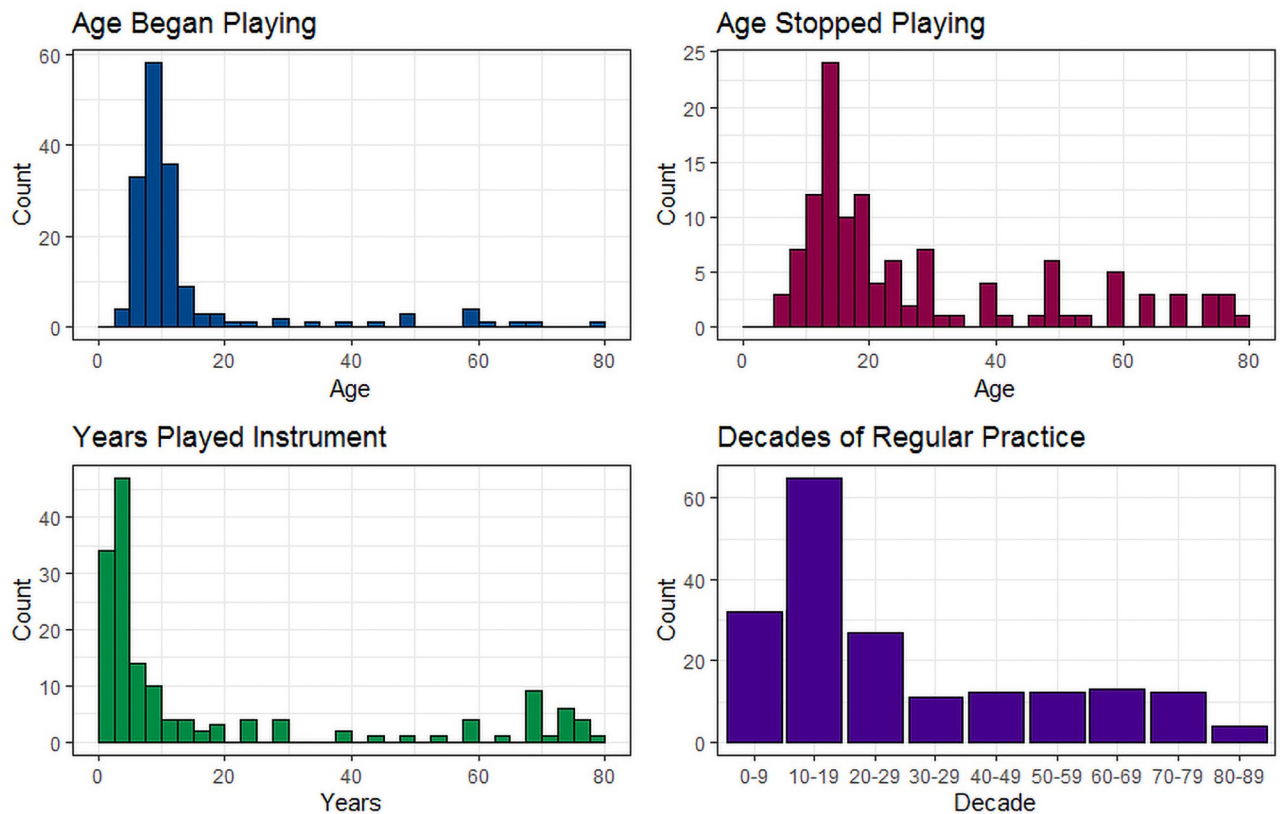 Age Began Playing
60
40
20
0
Count
0 20 40 60 80
Age
Age Stopped Playing
25
20
15
10
5
0
Count
0 20 40 60 80
Age
Years Played Instrument
40
30
20
10
0
Count
0 20 40 60 80
Years
Decades of Regular Practice
60
40
20
0
Count
0-9 10-19 20-29 30-29 40-49 50-59 60-69 70-79 80-89
Decade